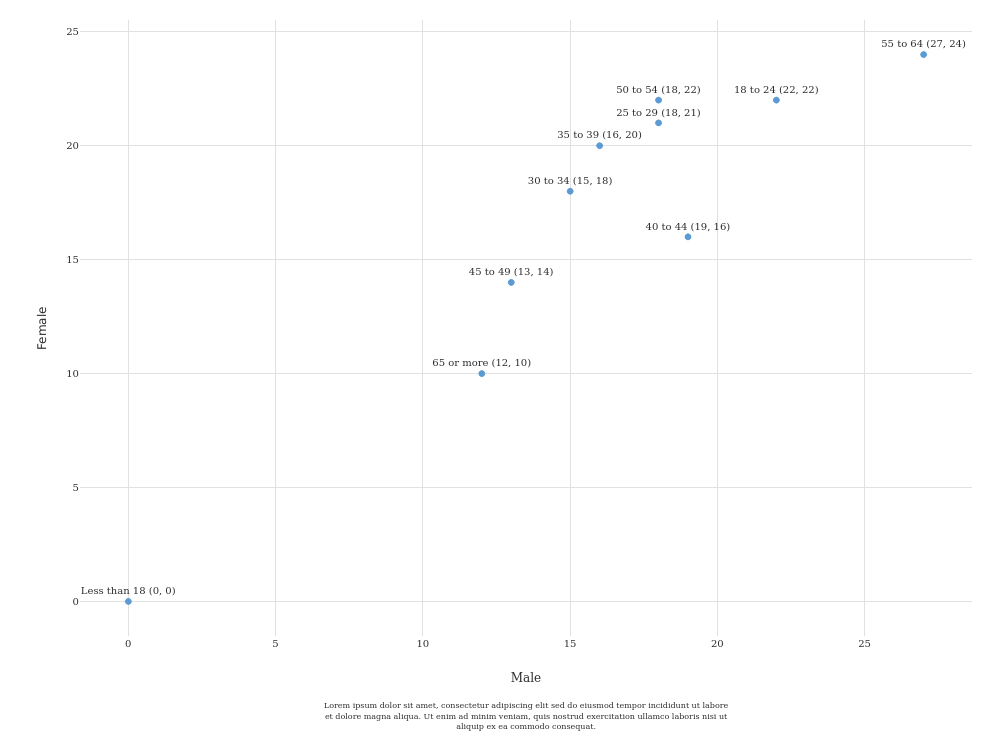 25
55 to 64 (27, 24)
50 to 54 (18, 22)
18 to 24 (22, 22)
25 to 29 (18, 21)
35 to 39 (16, 20)
20
30 to 34 (15, 18)
40 to 44 (19, 16)
15
45 to 49 (13, 14)
Female
65 or more (12, 10)
10
5
Less than 18 (0, 0)
0
0 5 10 15 20 25
Male
Lorem ipsum dolor sit amet, consectetur adipiscing elit sed do eiusmod tempor incididunt ut labore
et dolore magna aliqua. Ut enim ad minim veniam, quis nostrud exercitation ullamco laboris nisi ut
aliquip ex ea commodo consequat.